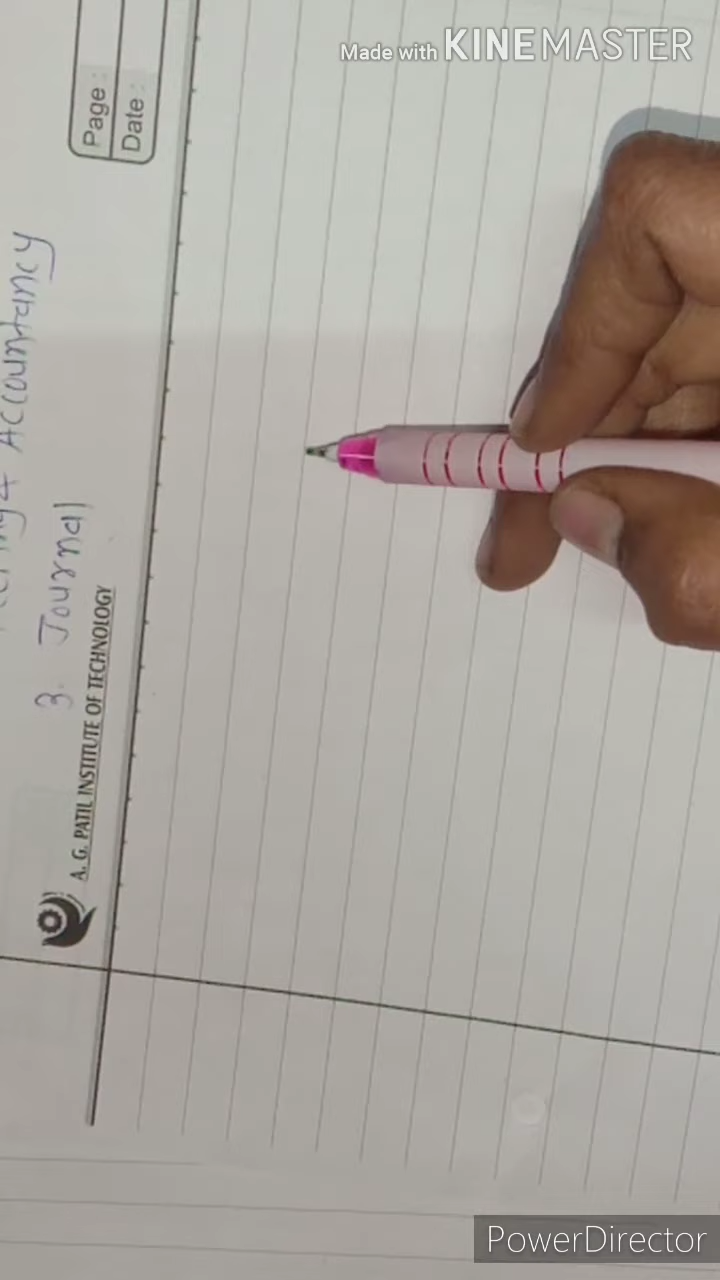 Made with KINEMASTER
Accountancy
3. Journal
A. G. PATIL INSTITUTE OF TECHNOLOGY
Page :
Date :
PowerDirector